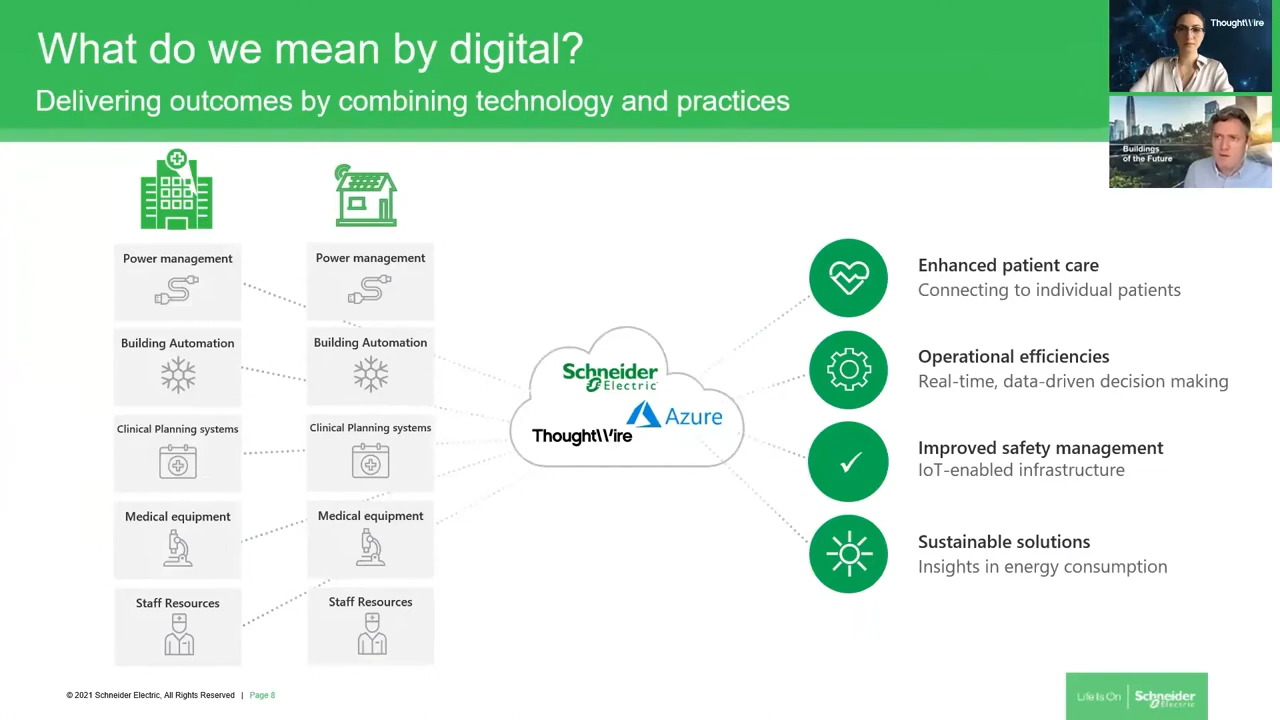 What do we mean by digital?
Delivering outcomes by combining technology and practices
ThoughtWire
Buildings
of the Future
Power management
Building Automation
Clinical Planning systems
Medical equipment
Staff Resources
Power management
Building Automation
Clinical Planning systems
Medical equipment
Staff Resources
Schneider
Electric
Azure
ThoughtWire
Enhanced patient care
Connecting to individual patients
Operational efficiencies
Real-time, data-driven decision making
Improved safety management
IoT-enabled infrastructure
Sustainable solutions
Insights in energy consumption
© 2021 Schneider Electric, All Rights Reserved | Page 8
Life Is On | Schneider
Electric